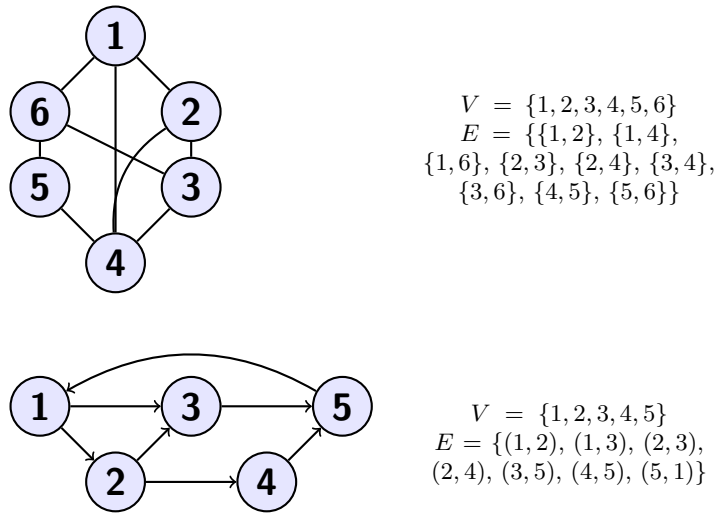 1
6
2
5
3
4
V = {1, 2, 3, 4, 5, 6}
E = {{1, 2}, {1, 4},
{1, 6}, {2, 3}, {2, 4}, {3, 4},
{3, 6}, {4, 5}, {5, 6}}
1
3
5
2
4
V = {1, 2, 3, 4, 5}
E = {(1, 2), (1, 3), (2, 3),
(2, 4), (3, 5), (4, 5), (5, 1)}